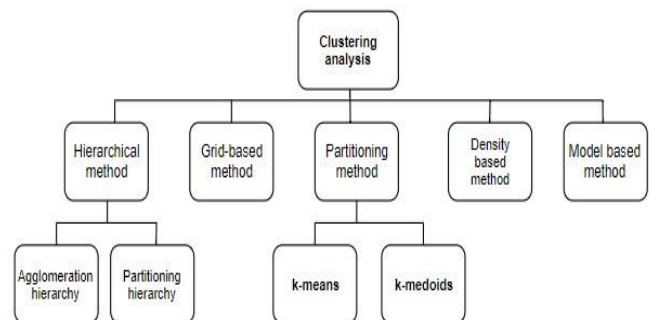 Clustering
analysis
Hierarchical
method
Grid-based
method
Partitioning
method
Density
based
method
Model based
method
Agglomeration
hierarchy
Partitioning
hierarchy
k-means
k-medoids